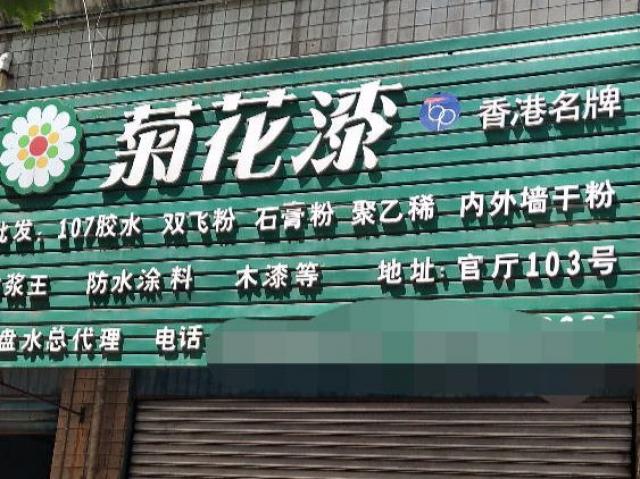 菊花漆 香港名牌
批发：107胶水 双飞粉 石膏粉 聚乙稀 内外墙干粉
浆王 防水涂料 木漆等 地址：官厅103号
盘水总代理 电话